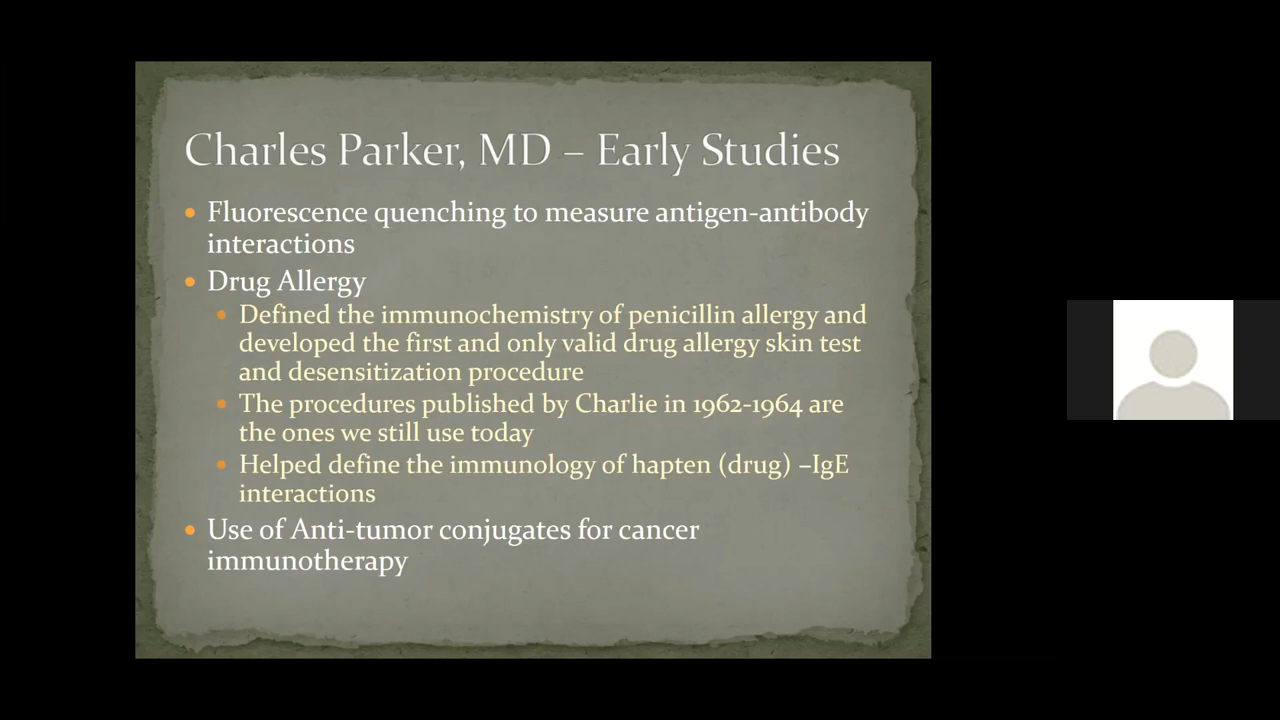 Charles Parker, MD – Early Studies
• Fluorescence quenching to measure antigen-antibody
interactions
• Drug Allergy
• Defined the immunochemistry of penicillin allergy and
developed the first and only valid drug allergy skin test
and desensitization procedure
• The procedures published by Charlie in 1962-1964 are
the ones we still use today
• Helped define the immunology of hapten (drug) –IgE
interactions
• Use of Anti-tumor conjugates for cancer
immunotherapy